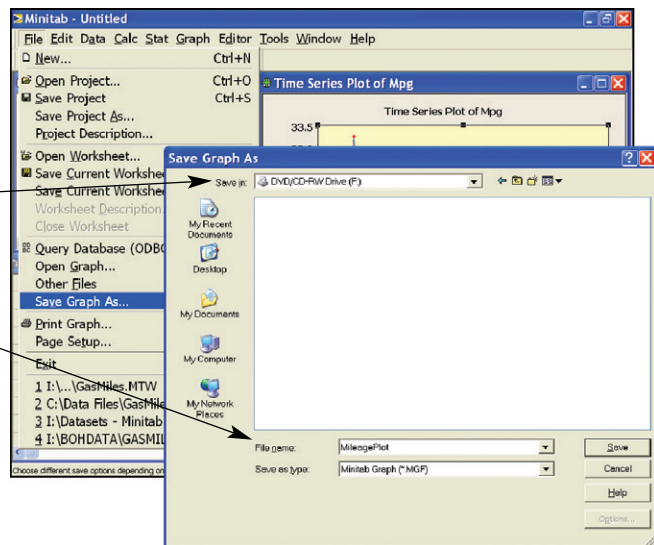 Minitab - Untitled
File Edit Data Calc Stat Graph Editor Tools Window Help
New... Ctrl+N
Open Project... Ctrl+O
Save Project Ctrl+S
Save Project As...
Project Description...
Open Worksheet...
Save Current Workshe
Save Current Workshe
Worksheet Description
Close Worksheet
Query Database (ODBC
Open Graph...
Other Files
Save Graph As...
Print Graph...
Page Setup...
Exit
1 I:\...\GasMiles.MTW
2 C:\Data Files\GasMile
3 I:\Datasets - Minitab
4 I:\BOHDATA\GASMIL
Choose different save options depending on
Time Series Plot of Mpg
Time Series Plot of Mpg
33.5
Save Graph As
Save in: DVD/CD-RW Drive (F:)
My Recent
Documents
Desktop
My Documents
My Computer
My Network
Places
File name: MileagePlot Save
Save as type: Minitab Graph (*.MGF) Cancel
Help
Options...